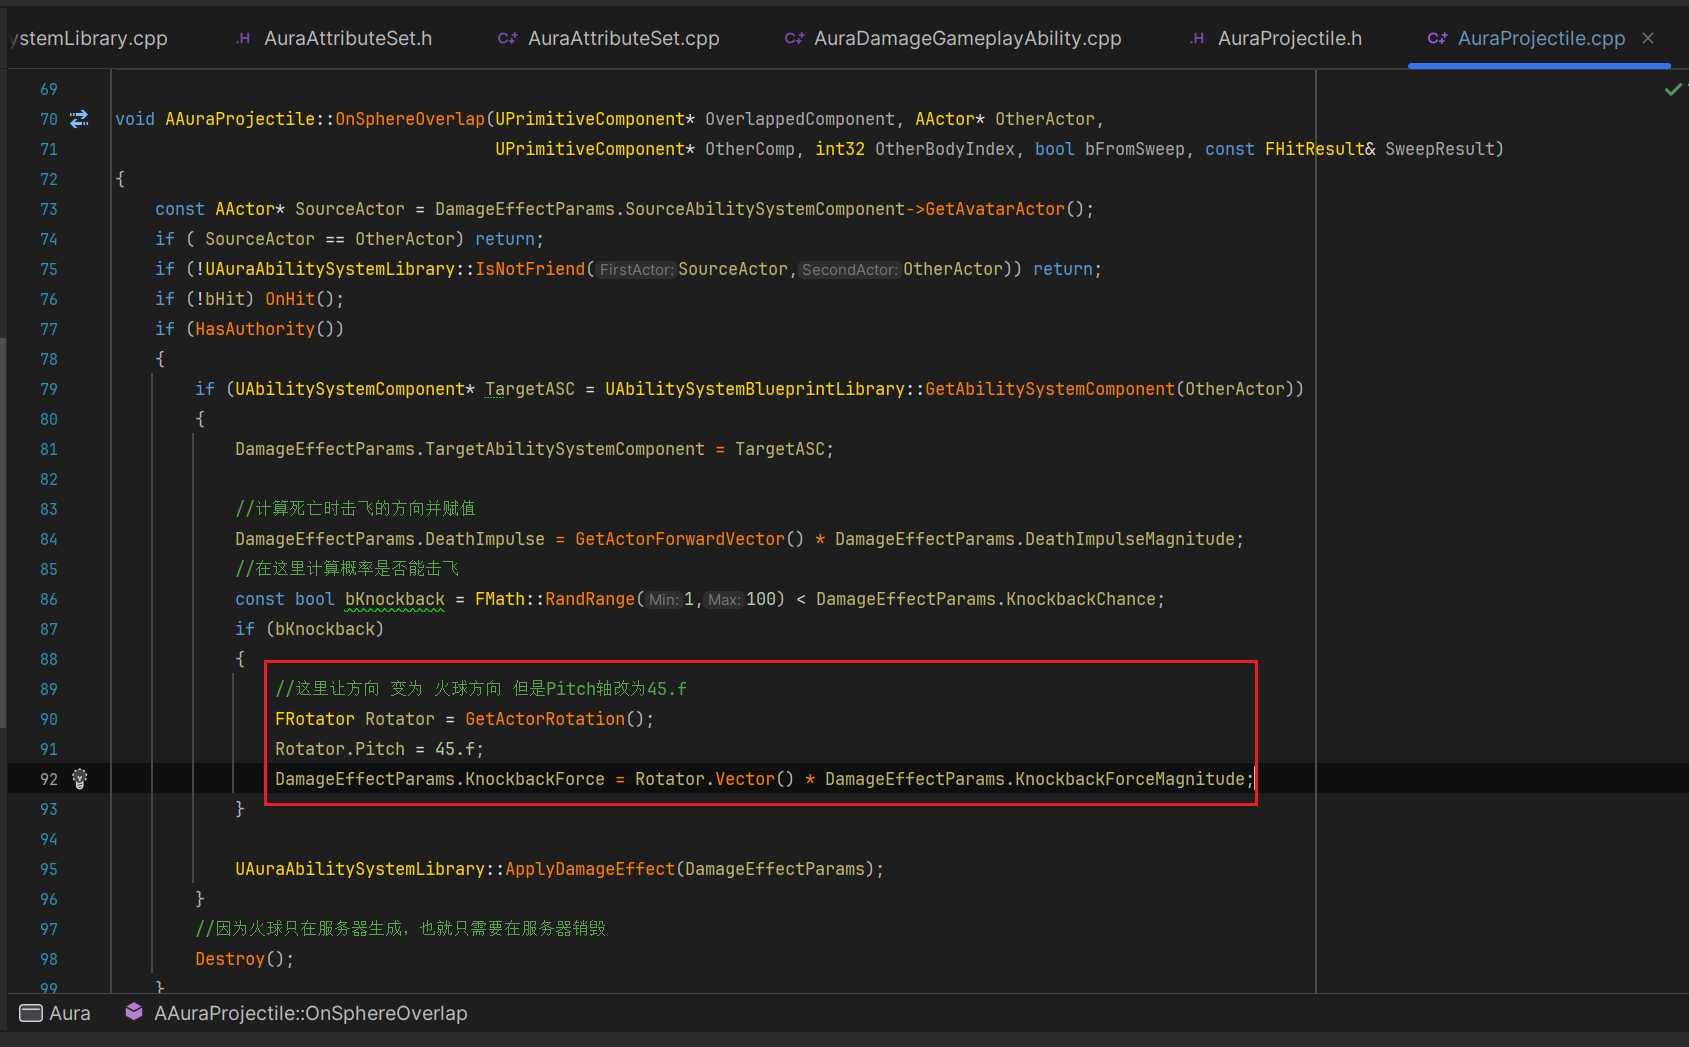 ystemLibrary.cpp .H AuraAttributeSet.h C++ AuraAttributeSet.cpp C++ AuraDamageGameplayAbility.cpp .H AuraProjectile.h C++ AuraProjectile.cpp ×
69
70 void AAuraProjectile::OnSphereOverlap(UPrimitiveComponent* OverlappedComponent, AActor* OtherActor,
71 UPrimitiveComponent* OtherComp, int32 OtherBodyIndex, bool bFromSweep, const FHitResult& SweepResult)
72 {
73 const AActor* SourceActor = DamageEffectParams.SourceAbilitySystemComponent->GetAvatarActor();
74 if ( SourceActor == OtherActor) return;
75 if (!UAuraAbilitySystemLibrary::IsNotFriend( FirstActor: SourceActor, SecondActor: OtherActor)) return;
76 if (!bHit) OnHit();
77 if (HasAuthority())
78 {
79 if (UAbilitySystemComponent* TargetASC = UAbilitySystemBlueprintLibrary::GetAbilitySystemComponent(OtherActor))
80 {
81 DamageEffectParams.TargetAbilitySystemComponent = TargetASC;
82
83 //计算死亡时击飞的方向并赋值
84 DamageEffectParams.DeathImpulse = GetActorForwardVector() * DamageEffectParams.DeathImpulseMagnitude;
85 //在这里计算概率是否能击飞
86 const bool bKnockback = FMath::RandRange( Min: 1, Max: 100) < DamageEffectParams.KnockbackChance;
87 if (bKnockback)
88 {
89 //这里让方向 变为 火球方向 但是Pitch轴改为45.f
90 FRotator Rotator = GetActorRotation();
91 Rotator.Pitch = 45.f;
92 DamageEffectParams.KnockbackForce = Rotator.Vector() * DamageEffectParams.KnockbackForceMagnitude;
93 }
94
95 UAuraAbilitySystemLibrary::ApplyDamageEffect(DamageEffectParams);
96 }
97 //因为火球只在服务器生成，也就只需要在服务器销毁
98 Destroy();
99 }
Aura AAuraProjectile::OnSphereOverlap